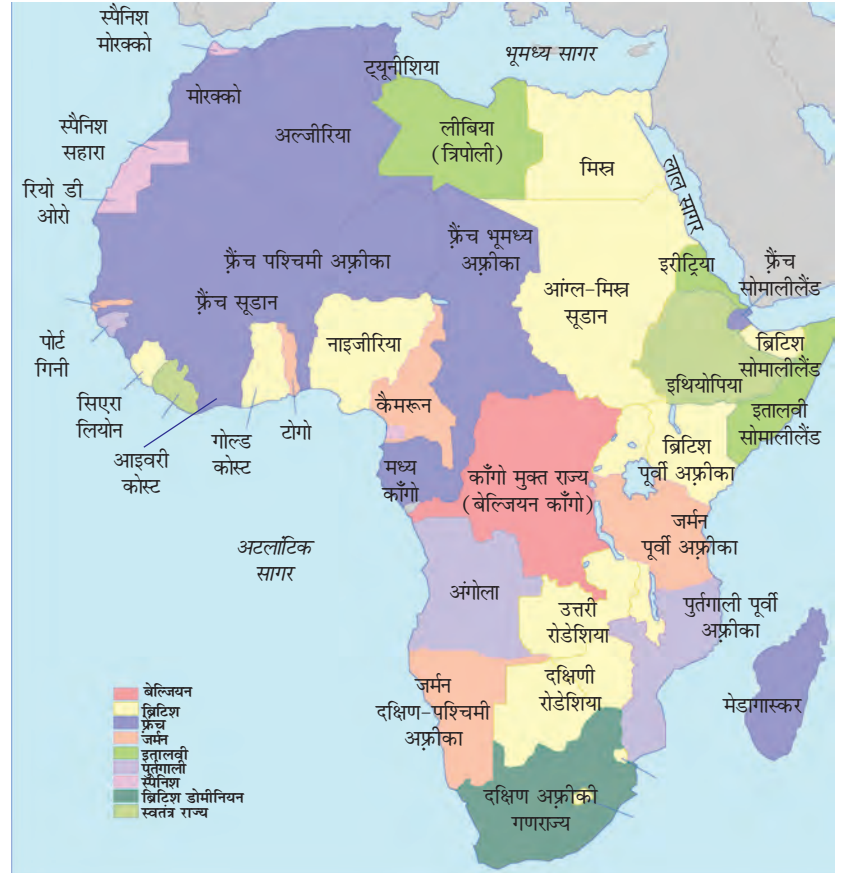 स्पैनिश
मोरक्को
भूमध्य सागर
ट्यूनीशिया
मोरक्को
स्पैनिश
सहारा
अल्जीरिया
लीबिया
(त्रिपोली)
मिस्र
लाल सागर
रियो डी
ओरो
फ़्रैंच पश्चिमी अफ़्रीका
फ़्रैंच भूमध्य
अफ़्रीका
इरीट्रिया
फ़्रैंच
सोमालीलैंड
फ़्रैंच सूडान
आंग्ल-मिस्र
सूडान
पोर्ट
गिनी
नाइजीरिया
ब्रिटिश
सोमालीलैंड
इथियोपिया
सिएरा
लियोन
कैमरून
इतालवी
सोमालीलैंड
आइवरी
कोस्ट
गोल्ड
कोस्ट
टोगो
ब्रिटिश
पूर्वी अफ़्रीका
मध्य
काँगो
काँगो मुक्त राज्य
(बेल्जियन काँगो)
जर्मन
पूर्वी अफ़्रीका
अटलांटिक
सागर
अंगोला
उत्तरी
रोडेशिया
पुर्तगाली पूर्वी
अफ़्रीका
जर्मन
दक्षिण-पश्चिमी
अफ़्रीका
दक्षिणी
रोडेशिया
मेडागास्कर
दक्षिण अफ़्रीकी
गणराज्य
बेल्जियन
ब्रिटिश
फ़्रैंच
जर्मन
इतालवी
पुर्तगाली
स्पैनिश
ब्रिटिश डोमीनियन
स्वतंत्र राज्य